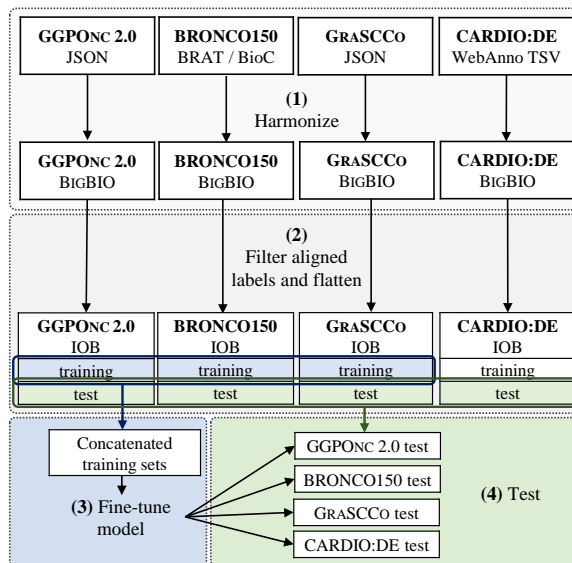 GGPONC 2.0 BRONCO150 GRASCCO CARDIO:DE
JSON BRAT / BioC JSON WebAnno TSV
(1)
Harmonize
GGPONC 2.0 BRONCO150 GRASCCO CARDIO:DE
BIGBIO BIGBIO BIGBIO BIGBIO
(2)
Filter aligned
labels and flatten
GGPONC 2.0 BRONCO150 GRASCCO CARDIO:DE
IOB IOB IOB IOB
training training training training
test test test test
Concatenated
training sets
(3) Fine-tune
model
GGPONC 2.0 test
BRONCO150 test
GRASCCO test
CARDIO:DE test
(4) Test